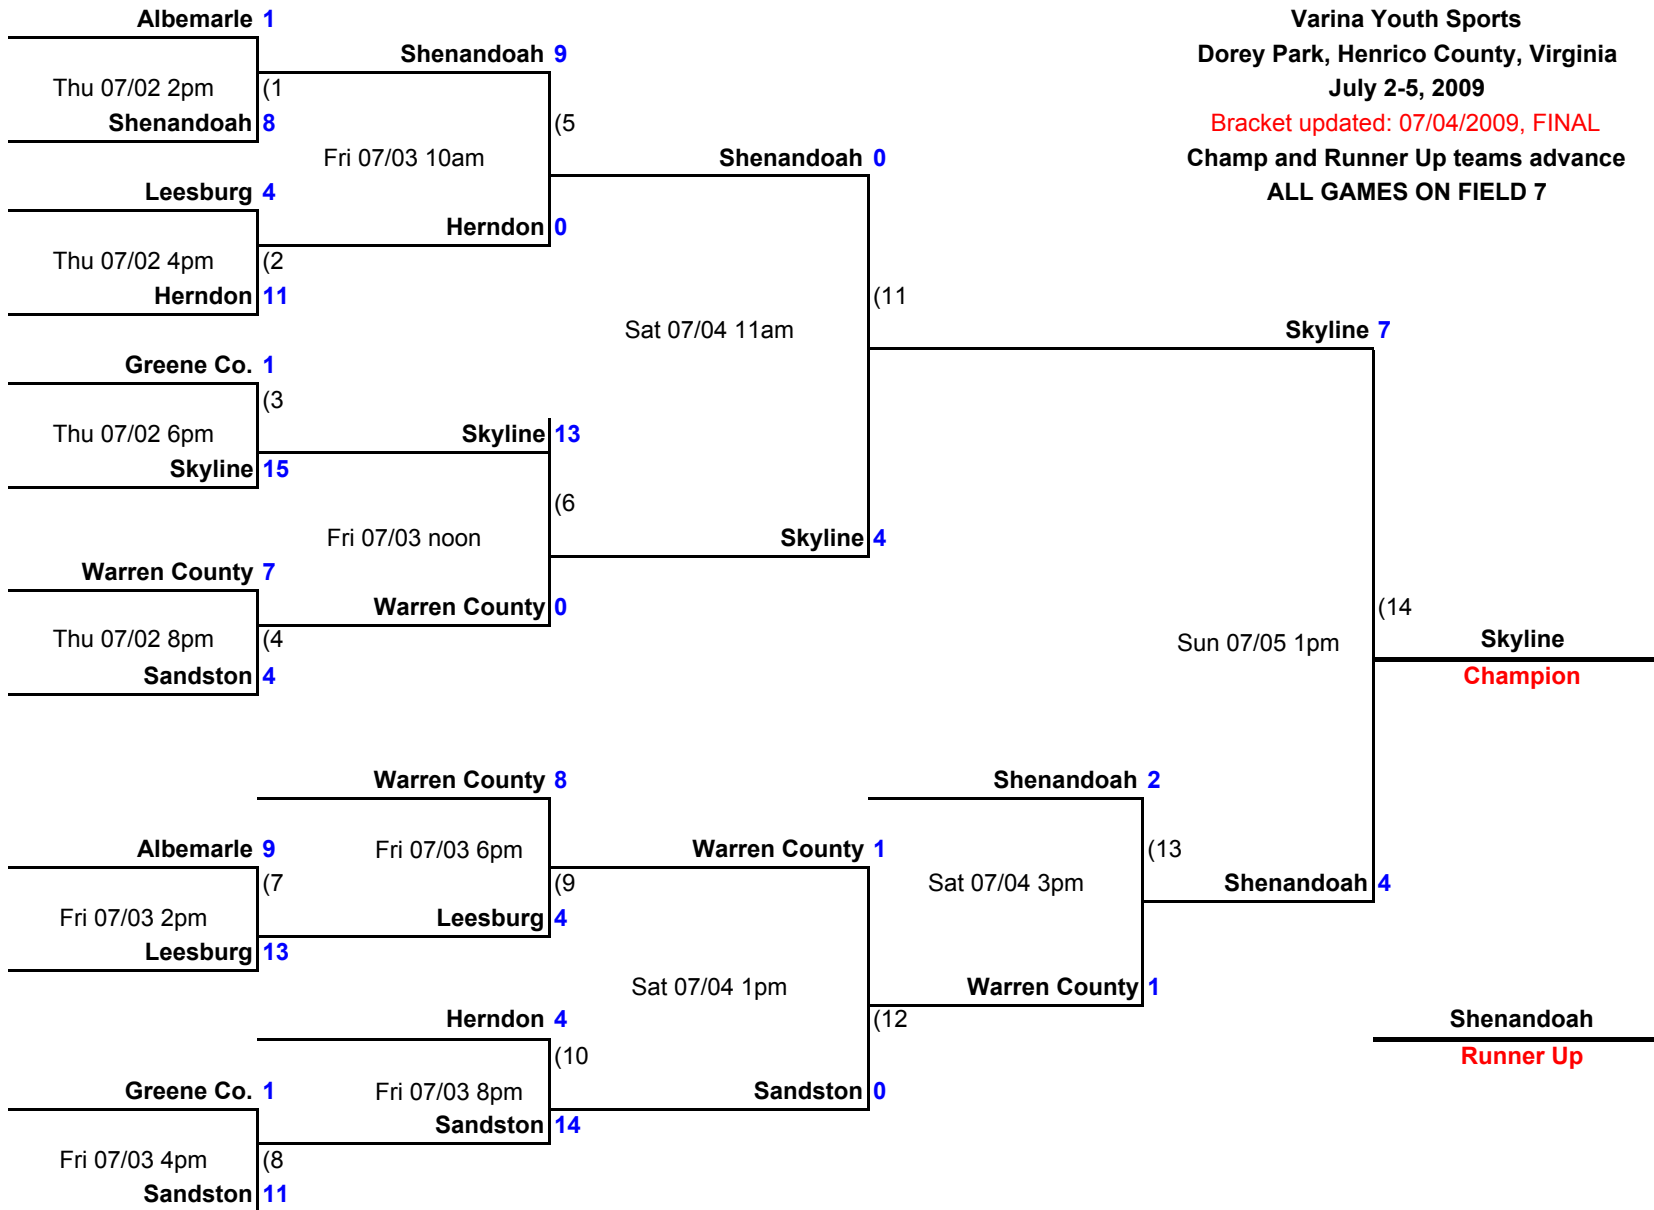 Albemarle 1
Varina Youth Sports
Shenandoah 9
Dorey Park, Henrico County, Virginia
Thu 07/02 2pm (1
July 2-5, 2009
Shenandoah 8
(5
Bracket updated: 07/04/2009, FINAL
Fri 07/03 10am
Shenandoah 0
Champ and Runner Up teams advance
Leesburg 4
ALL GAMES ON FIELD 7
Herndon 0
Thu 07/02 4pm (2
Herndon 11
(11
Sat 07/04 11am
Skyline 7
Greene Co. 1
(3
Thu 07/02 6pm
Skyline 13
Skyline 15
(6
Fri 07/03 noon
Skyline 4
Warren County 7
Warren County 0
(14
Thu 07/02 8pm (4
Sun 07/05 1pm
Skyline
Sandston 4
Champion
Warren County 8
Shenandoah 2
Albemarle 9
Fri 07/03 6pm
Warren County 1
(13
(7
(9
Sat 07/04 3pm
Shenandoah 4
Fri 07/03 2pm
Leesburg 4
Leesburg 13
Sat 07/04 1pm
Warren County 1
Herndon 4
(12
Shenandoah
(10
Runner Up
Greene Co. 1
Fri 07/03 8pm
Sandston 0
Sandston 14
Fri 07/03 4pm (8
Sandston 11